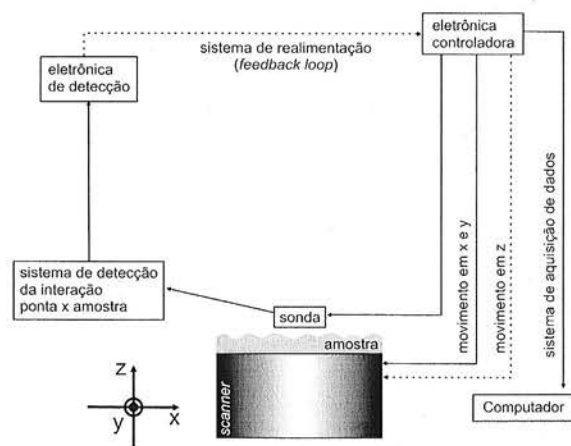 sistema de realimentação
(feedback loop)
eletrônica
controladora
eletrônica
de detecção
movimento em x e y
movimento em z
sistema de aquisição de dados
sistema de detecção
da interação
ponta x amostra
sonda
amostra
scanner
z
y
x
Computador